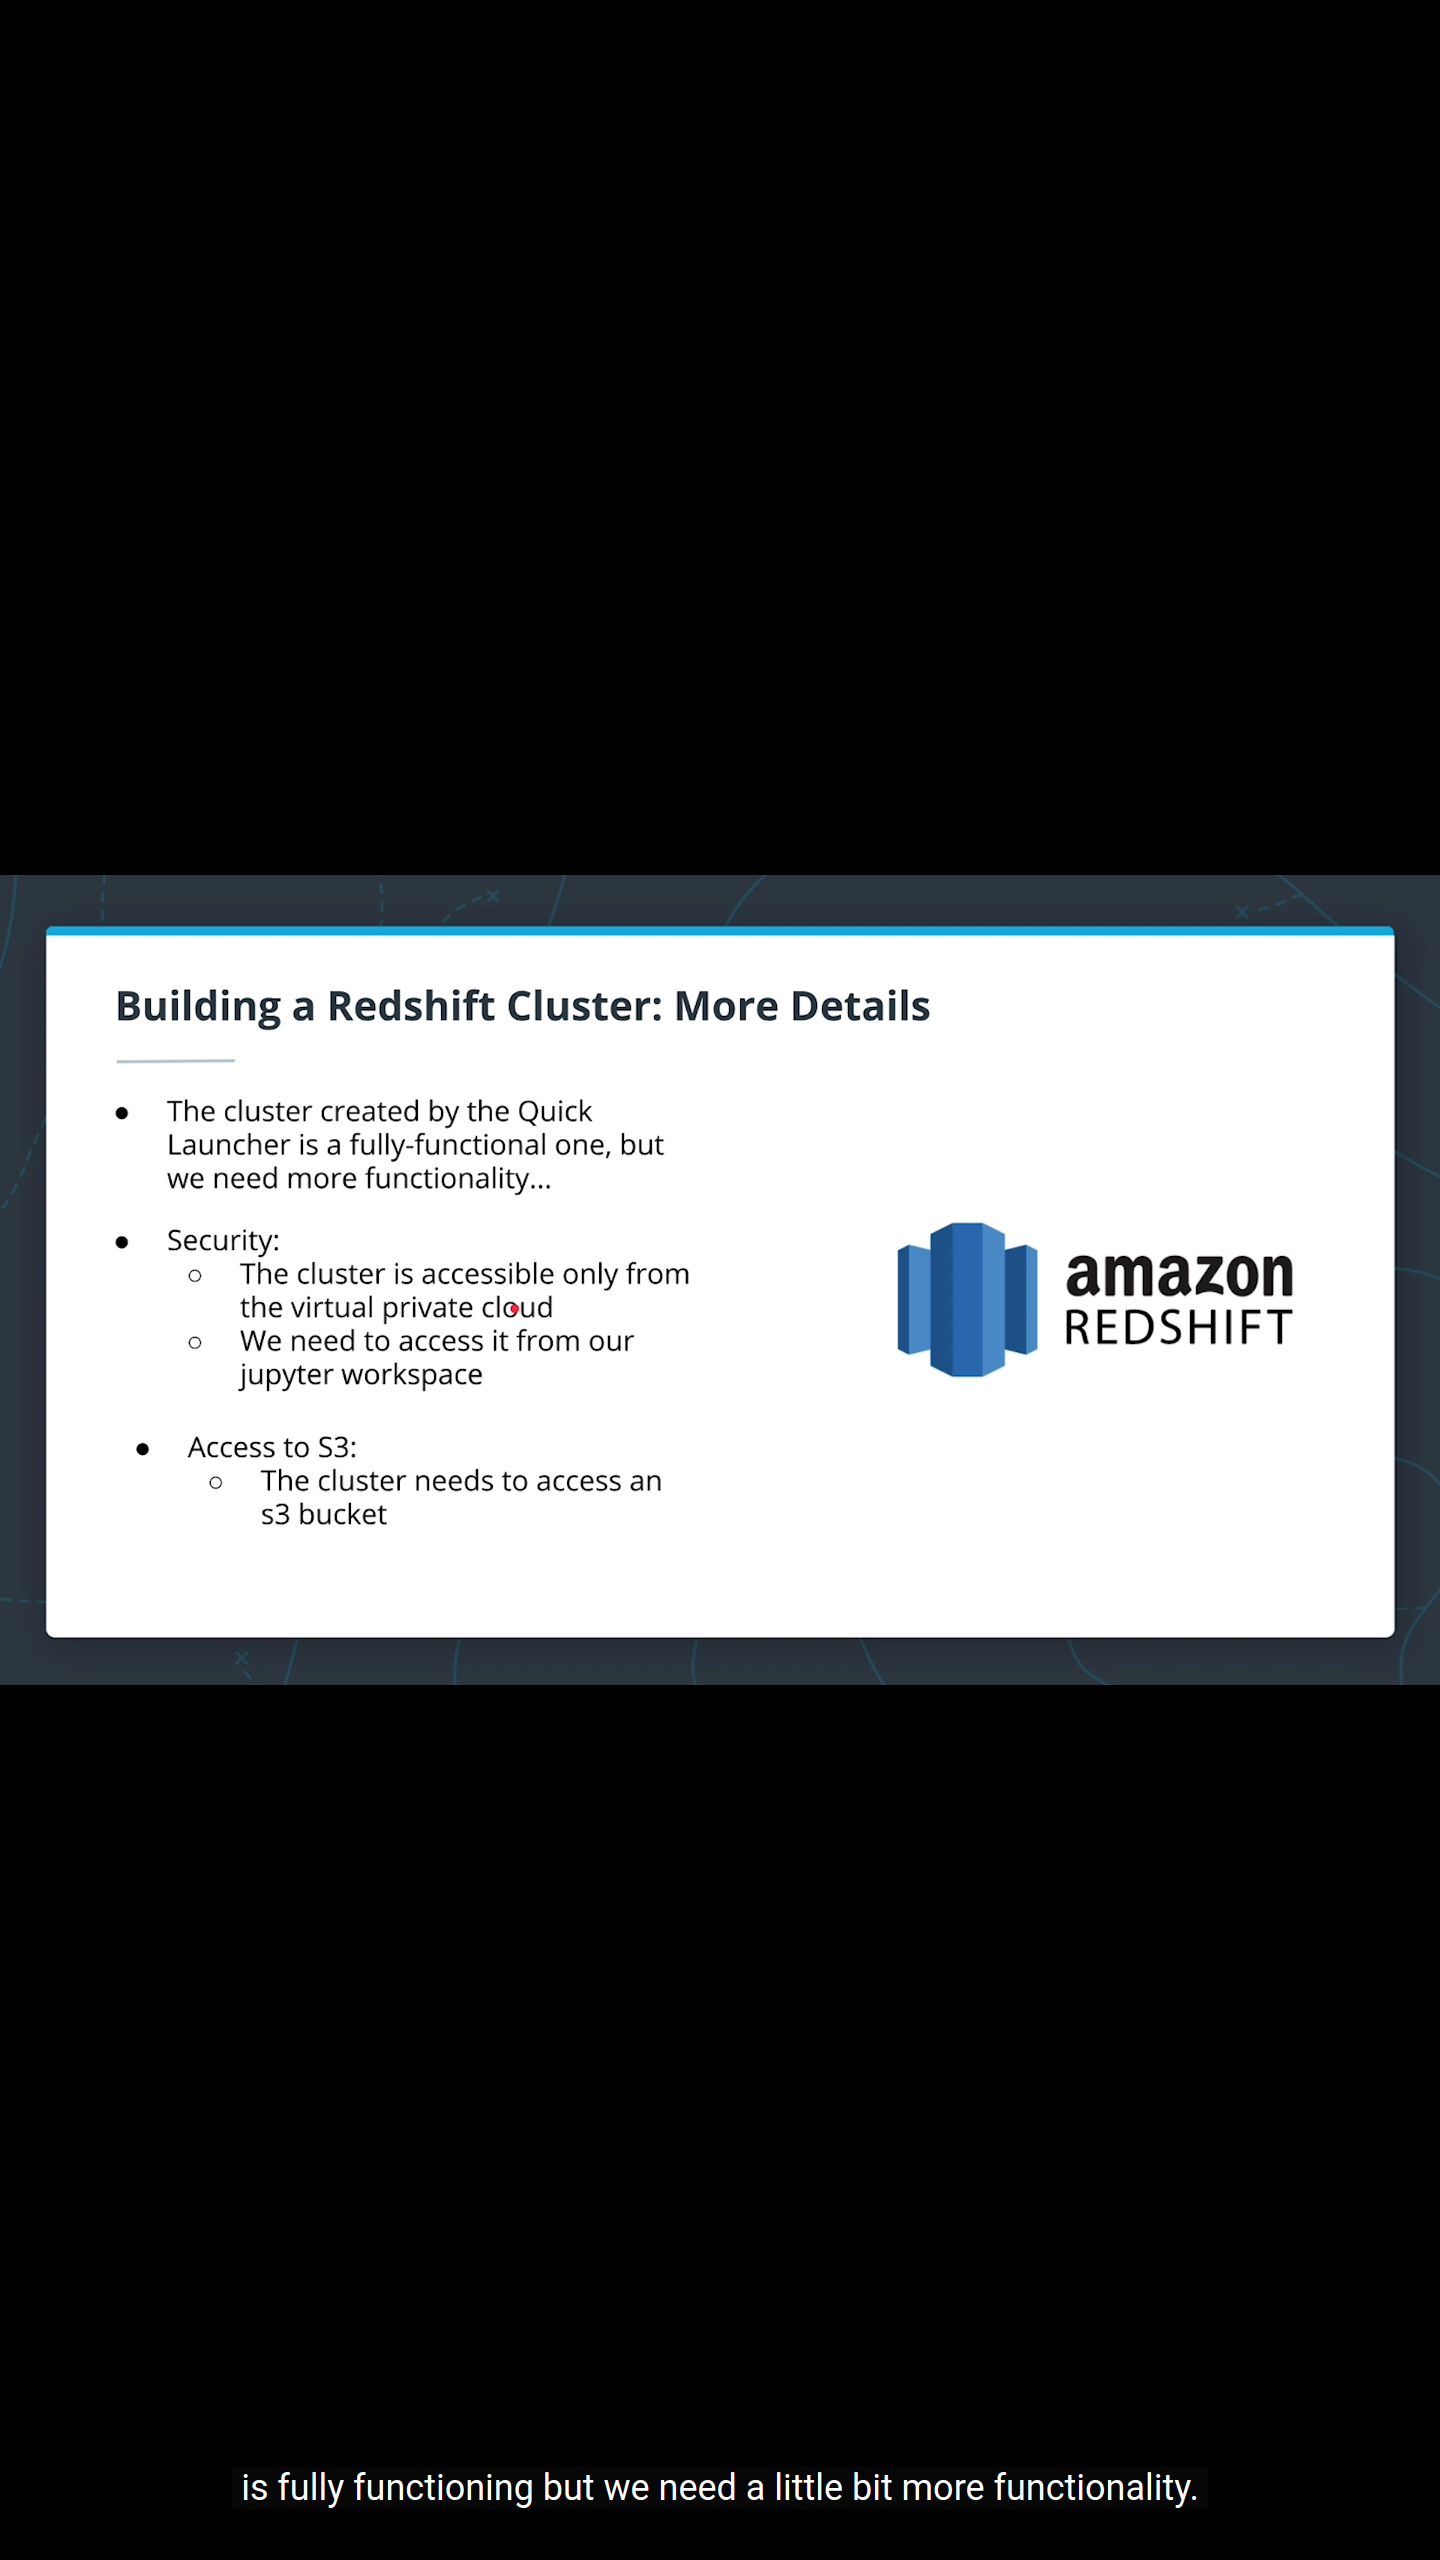 Building a Redshift Cluster: More Details
● The cluster created by the Quick
Launcher is a fully-functional one, but
we need more functionality...
● Security:
○ The cluster is accessible only from
the virtual private cloud
○ We need to access it from our
jupyter workspace
● Access to S3:
○ The cluster needs to access an
s3 bucket
amazon
REDSHIFT
is fully functioning but we need a little bit more functionality.